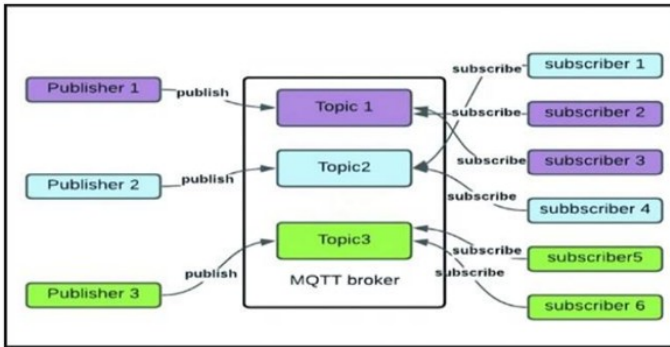 Publisher 1
publish
Topic 1
subscribe
subscriber 1
subscribe
subscriber 2
Publisher 2
publish
Topic2
subscribe
subscriber 3
subscribe
subbscriber 4
Topic3
subscribe
subscriber5
Publisher 3
publish
MQTT broker
subscribe
subscriber 6